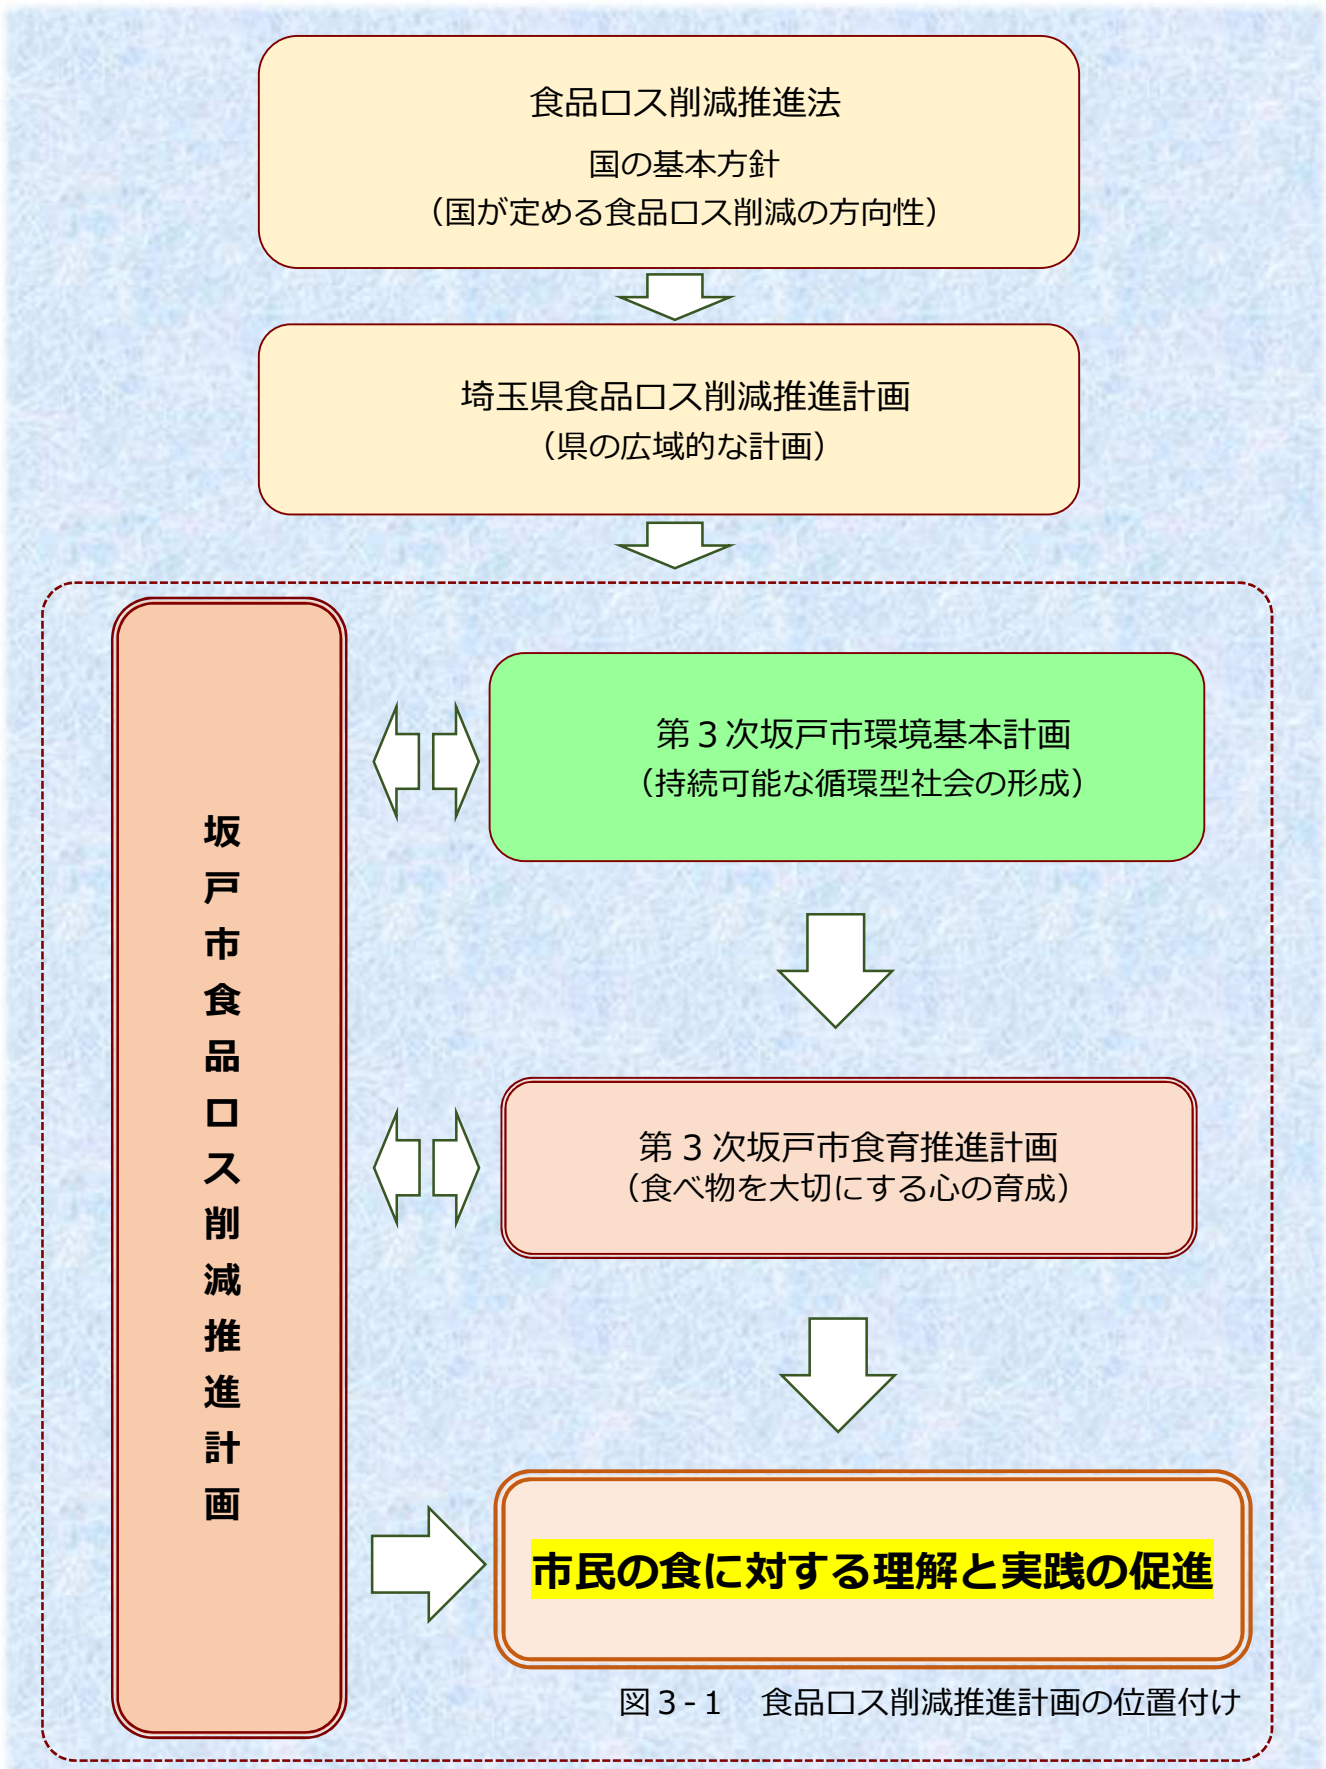 食品ロス削減推進法
国の基本方針
（国が定める食品ロス削減の方向性）
埼玉県食品ロス削減推進計画
（県の広域的な計画）
坂戸市食品ロス削減推進計画
第３次坂戸市環境基本計画
（持続可能な循環型社会の形成）
第３次坂戸市食育推進計画
（食べ物を大切にする心の育成）
市民の食に対する理解と実践の促進
図３-１　食品ロス削減推進計画の位置付け